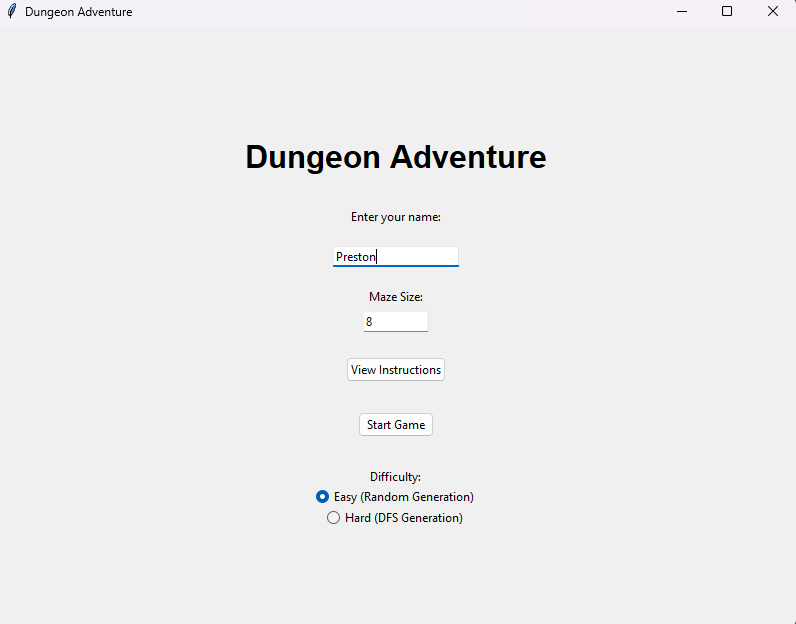 Dungeon Adventure
Dungeon Adventure
Enter your name:
Preston
Maze Size:
8
View Instructions
Start Game
Difficulty:
Easy (Random Generation)
Hard (DFS Generation)